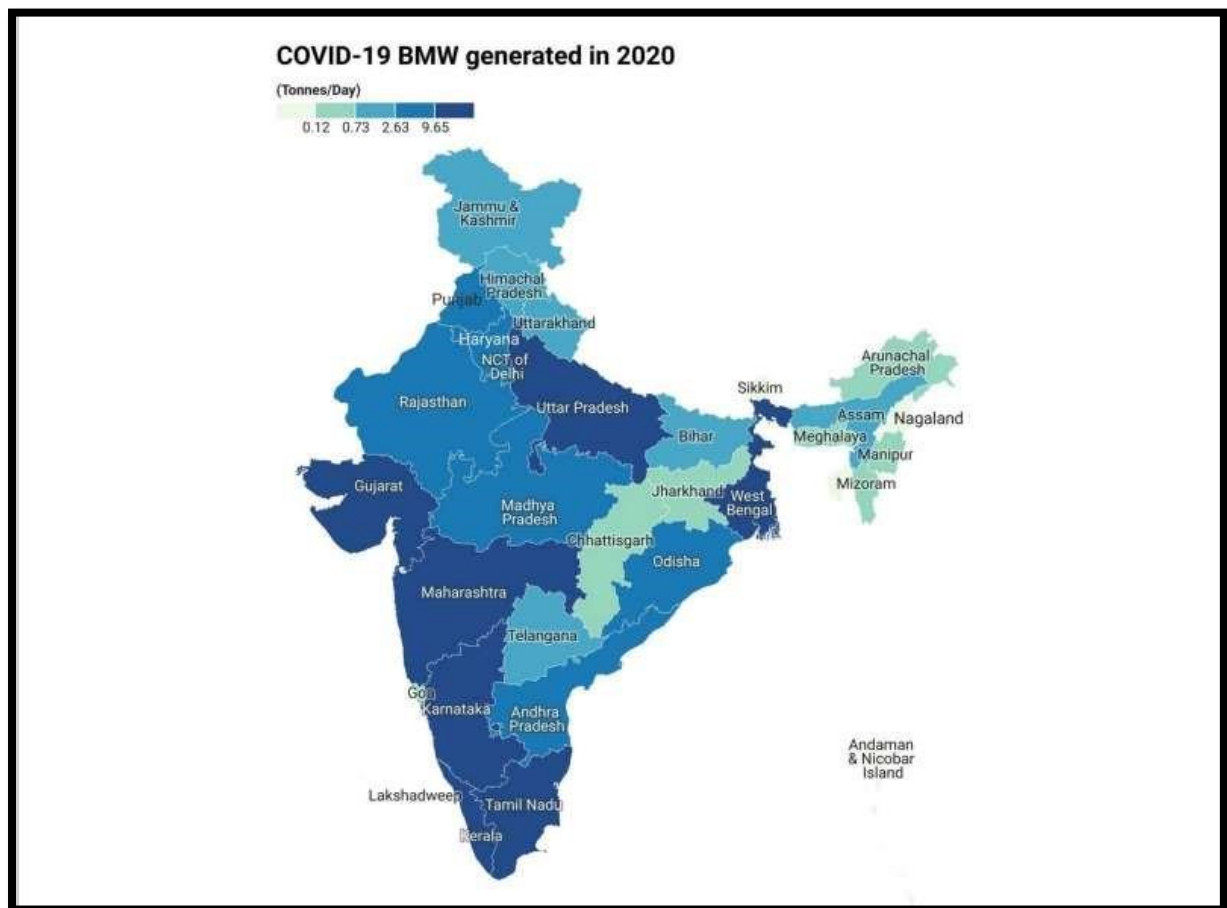 COVID-19 BMW generated in 2020
(Tonnes/Day)
0.12 0.73 2.63 9.65
Jammu &
Kashmir
Himachal
Pradesh
Punjab
Uttarakhand
Haryana
NCT of
Delhi
Arunachal
Pradesh
Sikkim
Rajasthan
Uttar Pradesh
Assam
Nagaland
Bihar
Meghalaya
Manipur
Gujarat
Mizoram
Jharkhand
West
Bengal
Madhya
Pradesh
Chhattisgarh
Odisha
Maharashtra
Telangana
Goa
Karnataka
Andhra
Pradesh
Andaman
& Nicobar
Island
Lakshadweep
Tamil Nadu
Kerala